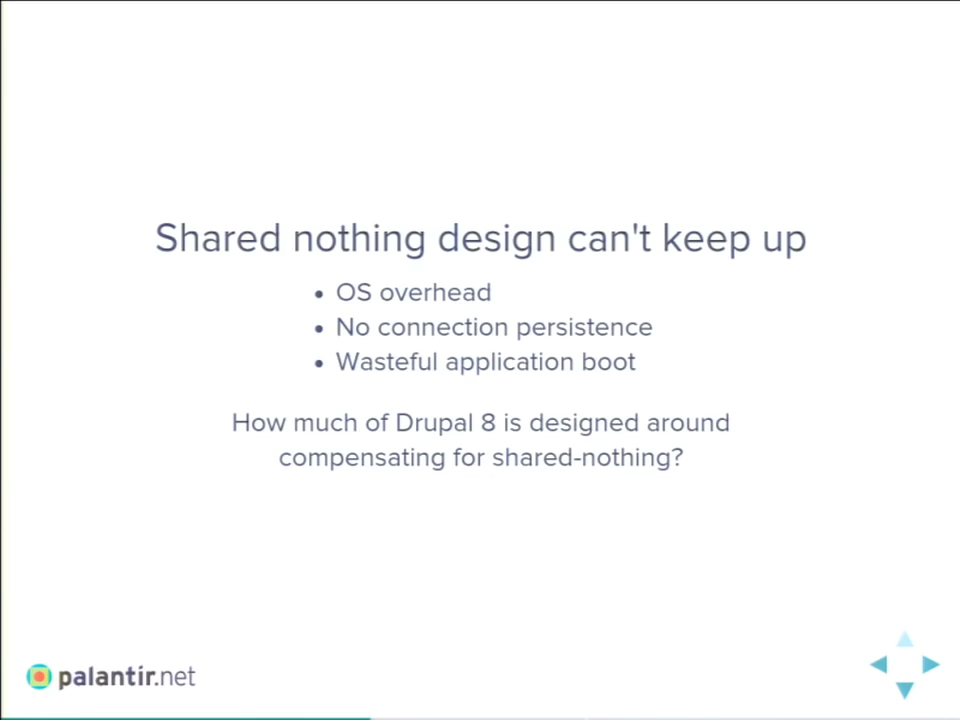 Shared nothing design can't keep up
• OS overhead
• No connection persistence
• Wasteful application boot
How much of Drupal 8 is designed around
compensating for shared-nothing?
palantir.net